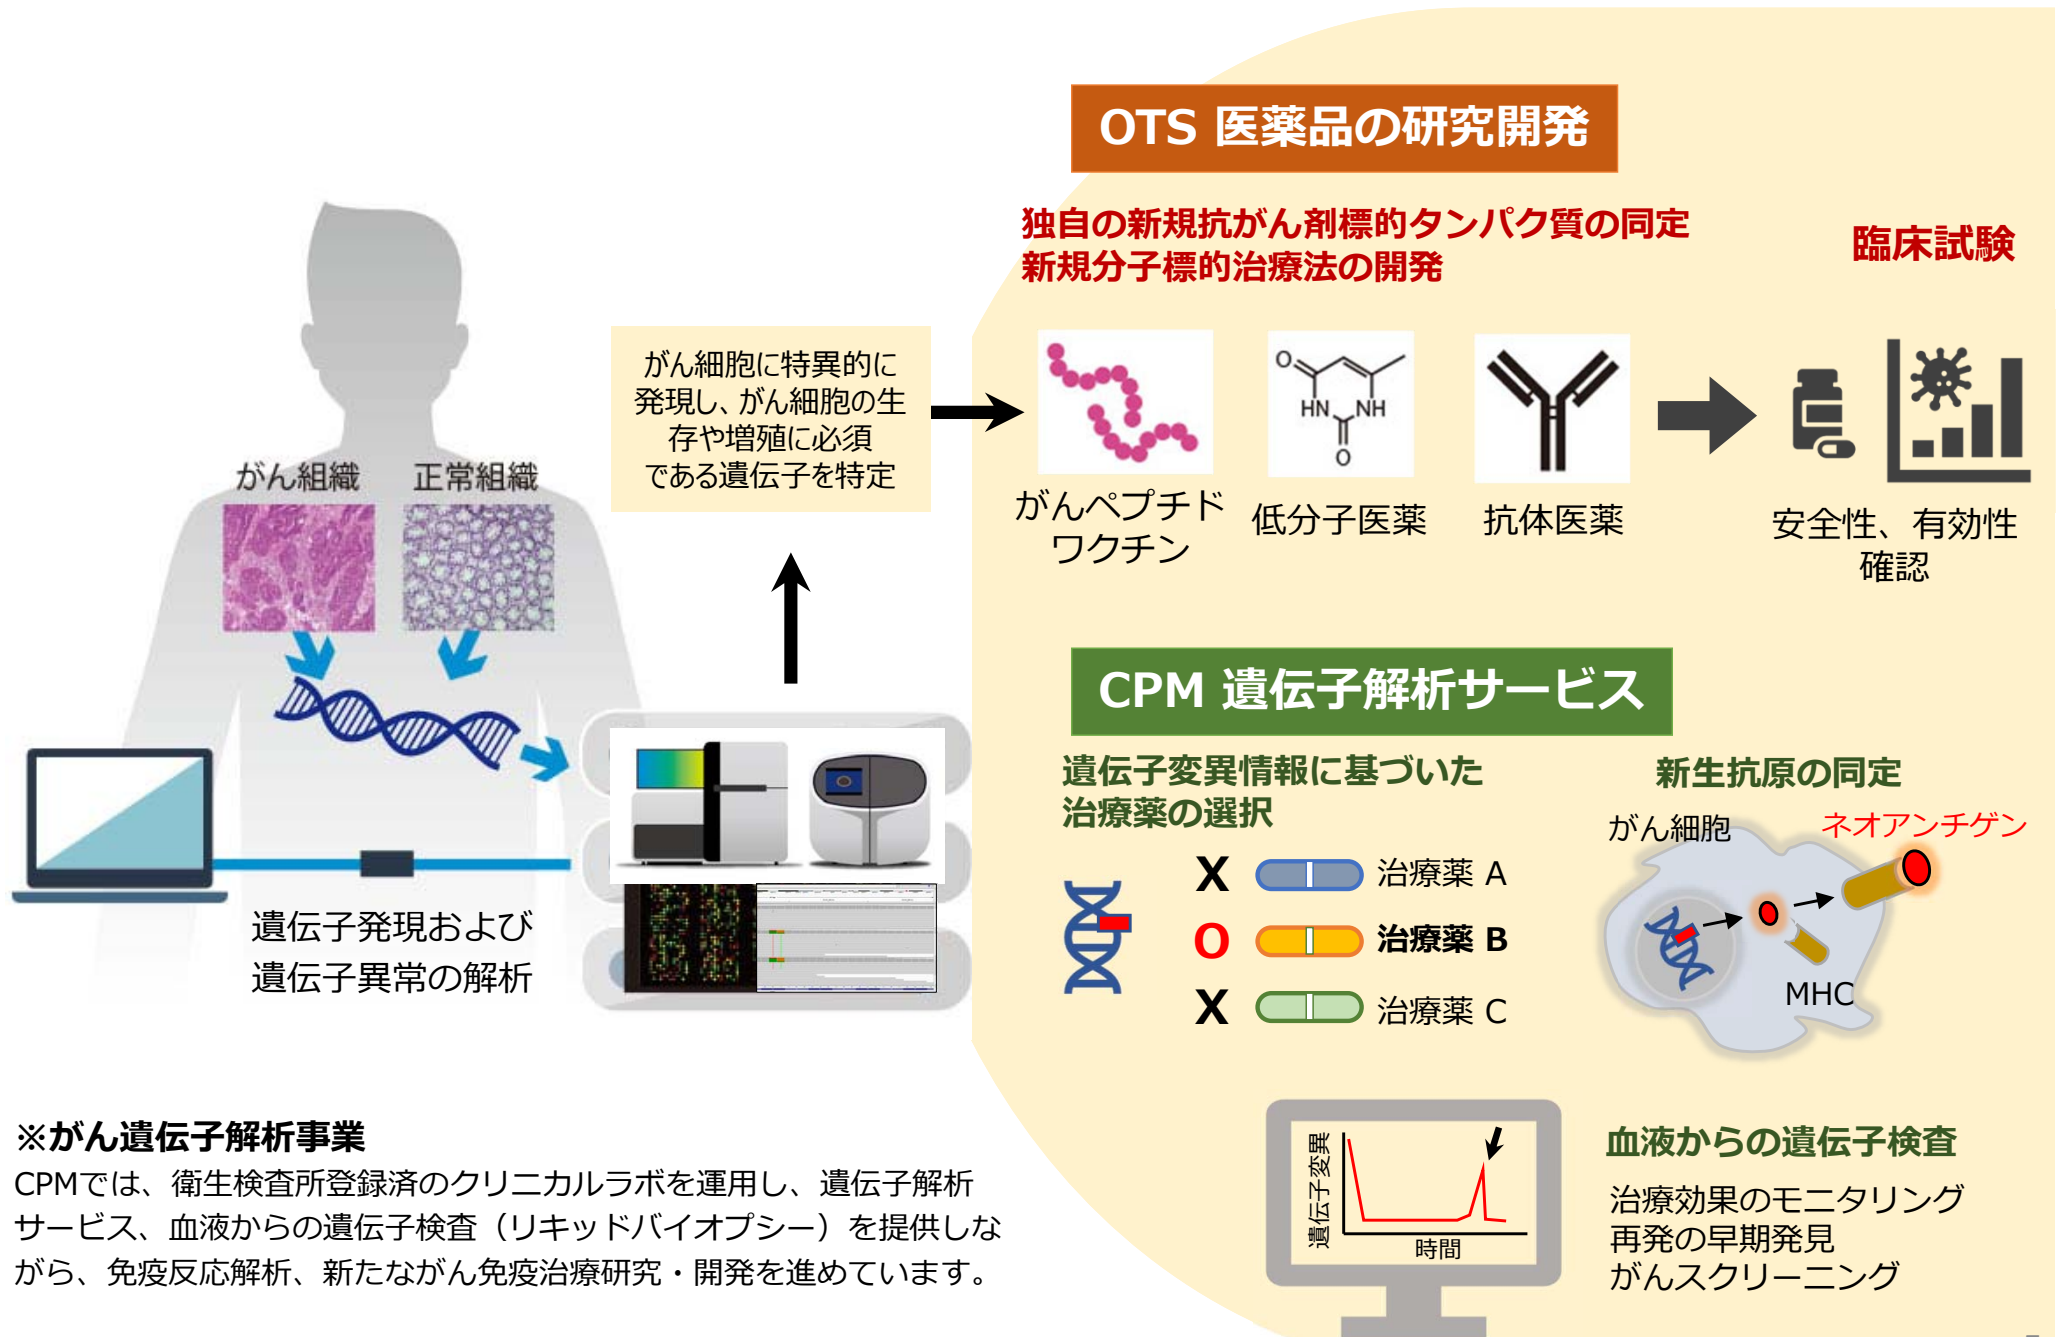 OTS 医薬品の研究開発
独自の新規抗がん剤標的タンパク質の同定
新規分子標的治療法の開発
臨床試験
がん細胞に特異的に
発現し、がん細胞の生
存や増殖に必須
である遺伝子を特定
がん組織
正常組織
O
HN
NH
O
がんペプチド
ワクチン
低分子医薬
抗体医薬
安全性、有効性
確認
CPM 遺伝子解析サービス
遺伝子変異情報に基づいた
治療薬の選択
X 治療薬 A
O 治療薬 B
X 治療薬 C
新生抗原の同定
がん細胞
ネオアンチゲン
MHC
遺伝子発現および
遺伝子異常の解析
※がん遺伝子解析事業
CPMでは、衛生検査所登録済のクリニカルラボを運用し、遺伝子解析
サービス、血液からの遺伝子検査（リキッドバイオプシー）を提供しな
がら、免疫反応解析、新たながん免疫治療研究・開発を進めています。
遺伝子変異
時間
血液からの遺伝子検査
治療効果のモニタリング
再発の早期発見
がんスクリーニング